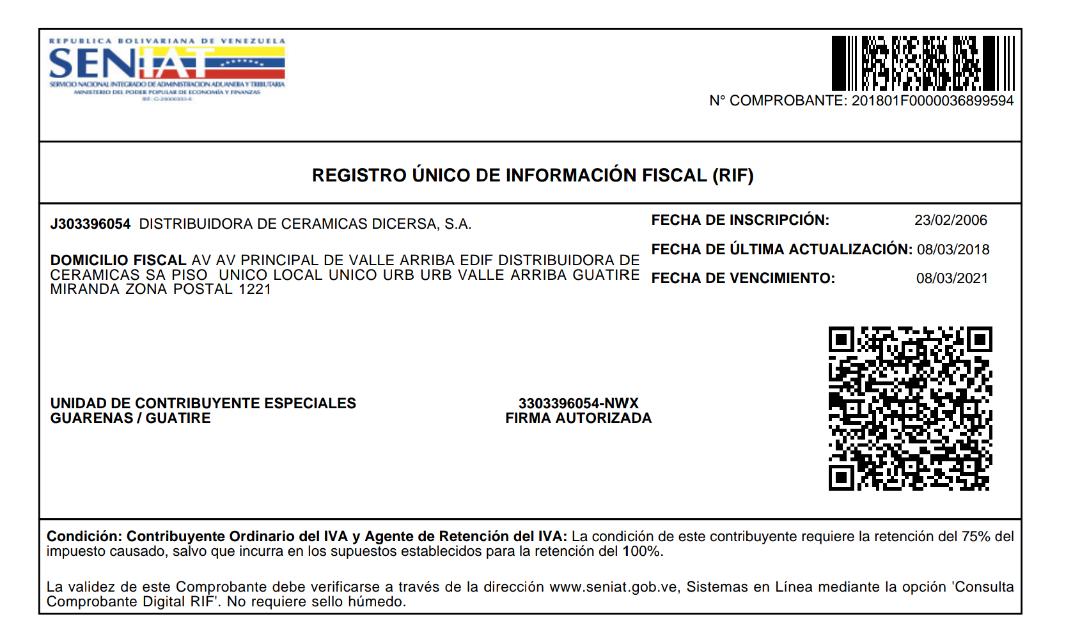 REPUBLICA BOLIVARIANA DE VENEZUELA
SENIAT
SERVICIO NACIONAL INTEGRADO DE ADMINISTRACION ADUANERA Y TRIBUTARIA
MINISTERIO DEL PODER POPULAR DE ECONOMÍA Y FINANZAS
N° COMPROBANTE: 201801F0000036899594
REGISTRO ÚNICO DE INFORMACIÓN FISCAL (RIF)
J303396054 DISTRIBUIDORA DE CERAMICAS DICERSA, S.A.
DOMICILIO FISCAL AV AV PRINCIPAL DE VALLE ARRIBA EDIF DISTRIBUIDORA DE
CERAMICAS SA PISO UNICO LOCAL UNICO URB URB VALLE ARRIBA GUATIRE
MIRANDA ZONA POSTAL 1221
FECHA DE INSCRIPCIÓN: 23/02/2006
FECHA DE ÚLTIMA ACTUALIZACIÓN: 08/03/2018
FECHA DE VENCIMIENTO: 08/03/2021
UNIDAD DE CONTRIBUYENTE ESPECIALES
GUARENAS / GUATIRE
3303396054-NWX
FIRMA AUTORIZADA
Condición: Contribuyente Ordinario del IVA y Agente de Retención del IVA: La condición de este contribuyente requiere la retención del 75% del
impuesto causado, salvo que incurra en los supuestos establecidos para la retención del 100%.
La validez de este Comprobante debe verificarse a través de la dirección www.seniat.gob.ve, Sistemas en Línea mediante la opción 'Consulta
Comprobante Digital RIF'. No requiere sello húmedo.